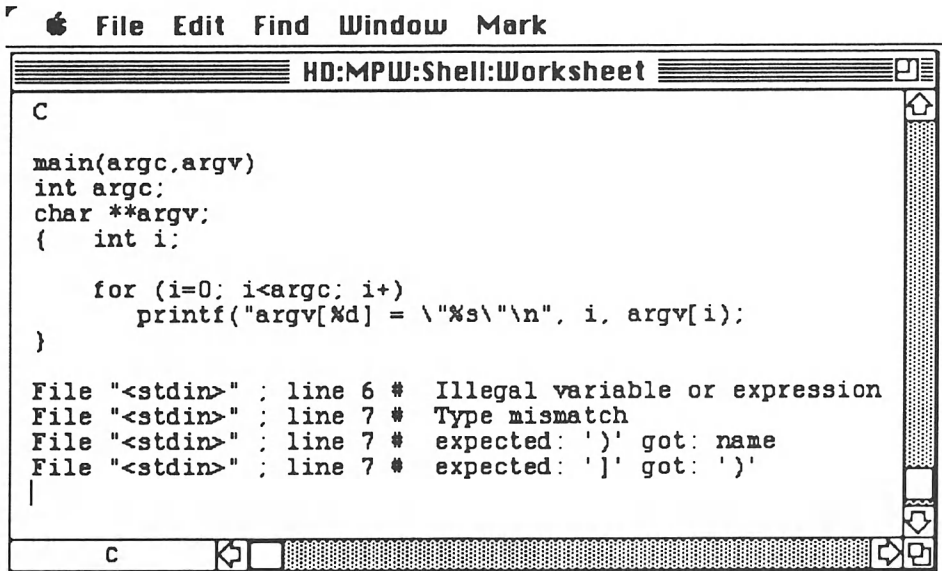 File Edit Find Window Mark
HD:MPW:Shell:Worksheet
C
main(argc,argv)
int argc;
char **argv;
{   int i;
    for (i=0; i<argc; i+)
       printf("argv[%d] = \"%s\"\n", i, argv[i);
}
File "<stdin>" ; line 6 #  Illegal variable or expression
File "<stdin>" ; line 7 #  Type mismatch
File "<stdin>" ; line 7 #  expected: ')' got: name
File "<stdin>" ; line 7 #  expected: ']' got: ')'
C